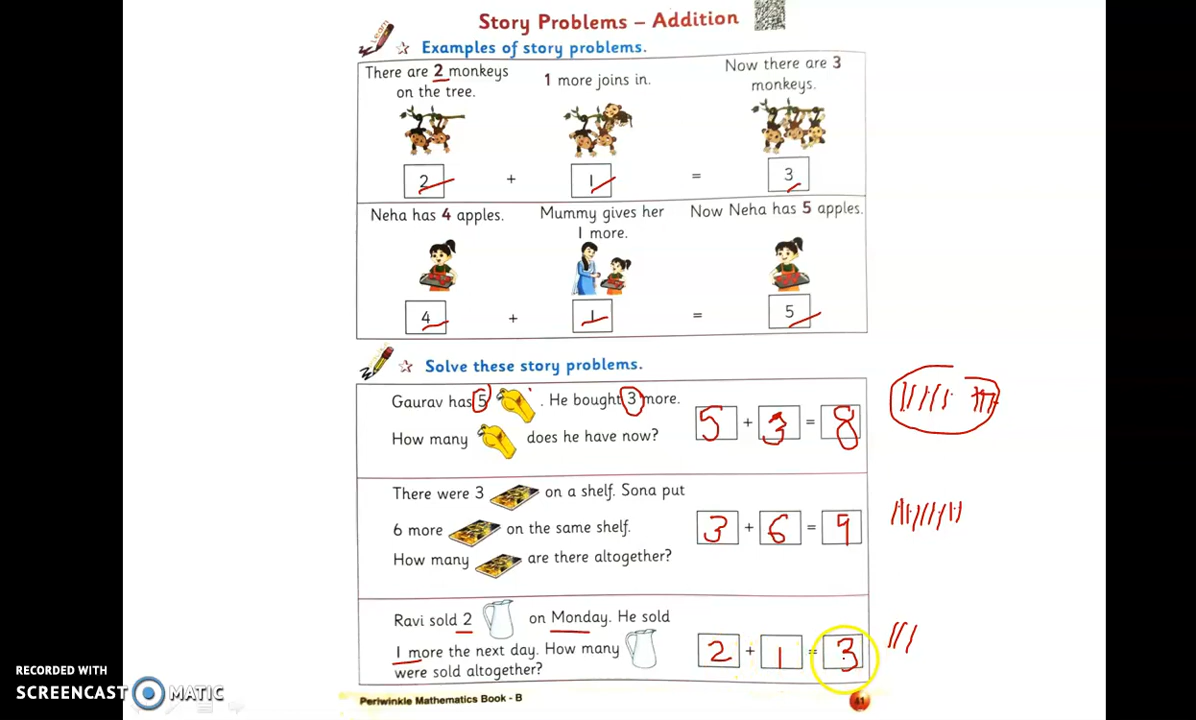 Story Problems – Addition
Learn
Examples of story problems.
There are 2 monkeys
on the tree.
1 more joins in.
Now there are 3
monkeys.
2 + 1 = 3
Neha has 4 apples.
Mummy gives her
1 more.
Now Neha has 5 apples.
4 + 1 = 5
Solve these story problems.
Gaurav has 5 . He bought 3 more.
How many does he have now?
5 + 3 = 8
There were 3 on a shelf. Sona put
6 more on the same shelf.
How many are there altogether?
3 + 6 = 9
Ravi sold 2 on Monday. He sold
1 more the next day. How many
were sold altogether?
2 + 1 = 3
Periwinkle Mathematics Book - B
41
RECORDED WITH
SCREENCAST MATIC